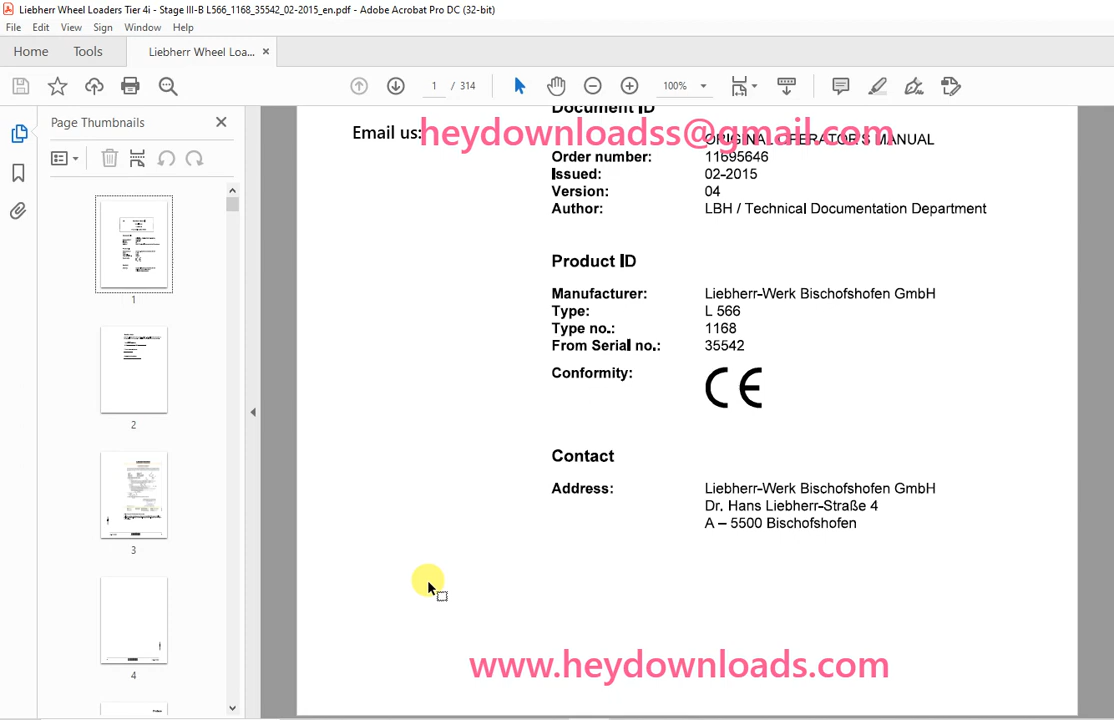 Liebherr Wheel Loaders Tier 4i - Stage III-B L566_1168_35542_02-2015_en.pdf - Adobe Acrobat Pro DC (32-bit)
File Edit View Sign Window Help
Home Tools Liebherr Wheel Loa... ×
1 / 314 100%
Page Thumbnails
1
2
3
4
Document ID
Email us: heydownloadss@gmail.com
ORIGINAL OPERATOR'S MANUAL
Order number: 11695646
Issued: 02-2015
Version: 04
Author: LBH / Technical Documentation Department
Product ID
Manufacturer: Liebherr-Werk Bischofshofen GmbH
Type: L 566
Type no.: 1168
From Serial no.: 35542
Conformity: CE
Contact
Address: Liebherr-Werk Bischofshofen GmbH
Dr. Hans Liebherr-Straße 4
A – 5500 Bischofshofen
www.heydownloads.com